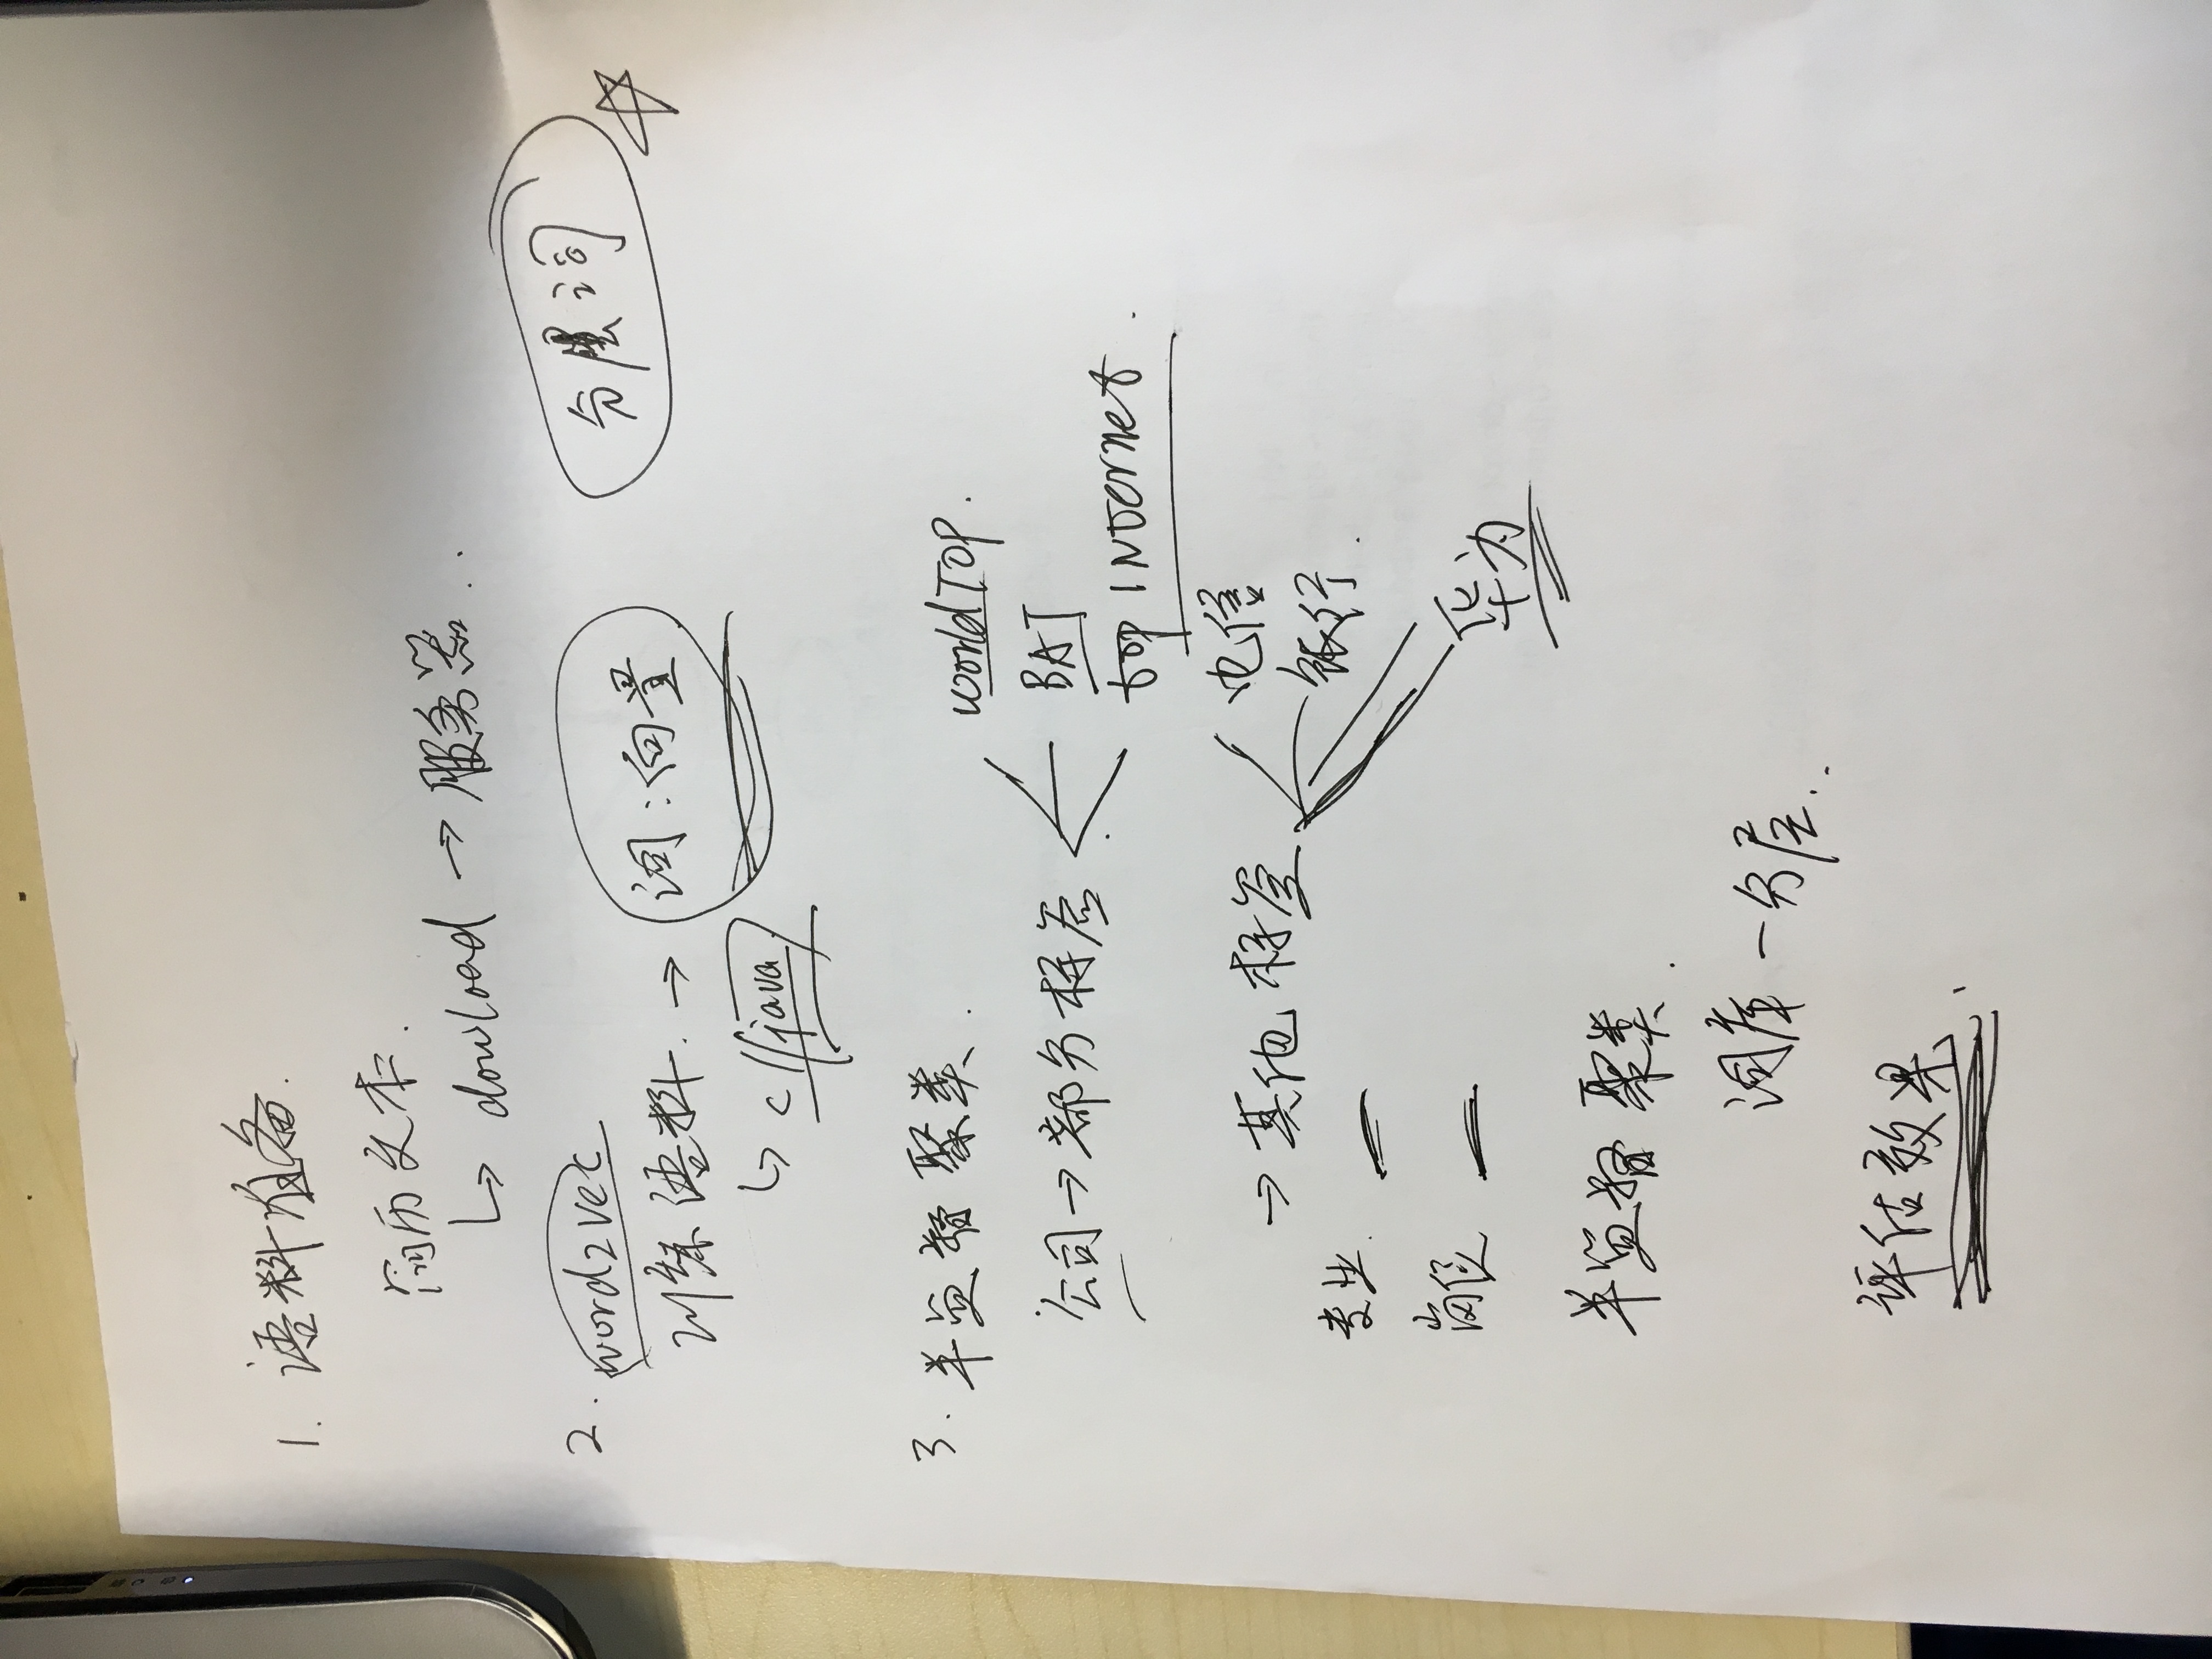 1. 语料准备.
简历文本.
↳ dowload → 服务器..
2. word2vec
分层词 ☆
训练语料. → 词:向量
↳ c//java
3. 半监督聚类.
公司 → 部分标签.
worldTOP.
BAT
top INternet.
→ 其他标签
电信
银行.
华为
专业. —
岗位 —
半监督聚类.
词库 - 分层..
评估效果.